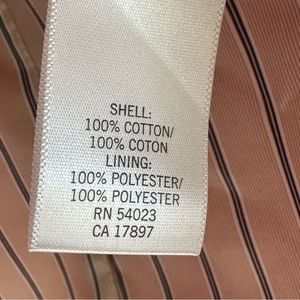 SHELL:
100% COTTON/
100% COTON
LINING:
100% POLYESTER/
100% POLYESTER
RN 54023
CA 17897